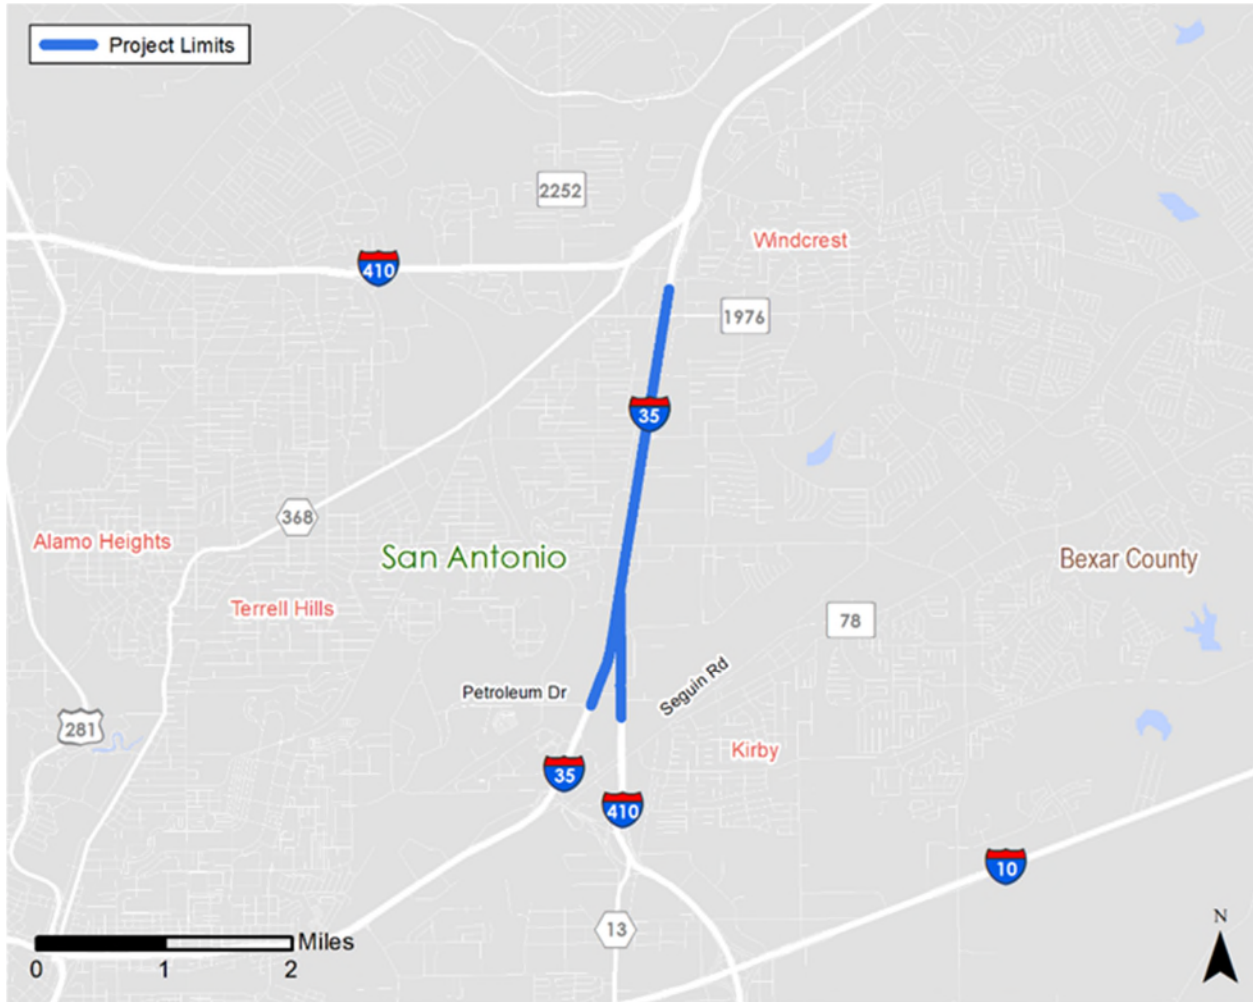 Project Limits
2252
Windcrest
410
1976
35
368
Alamo Heights
San Antonio
Bexar County
Terrell Hills
78
Petroleum Dr
Seguin Rd
281
Kirby
35
410
10
13
N
Miles
0 1 2